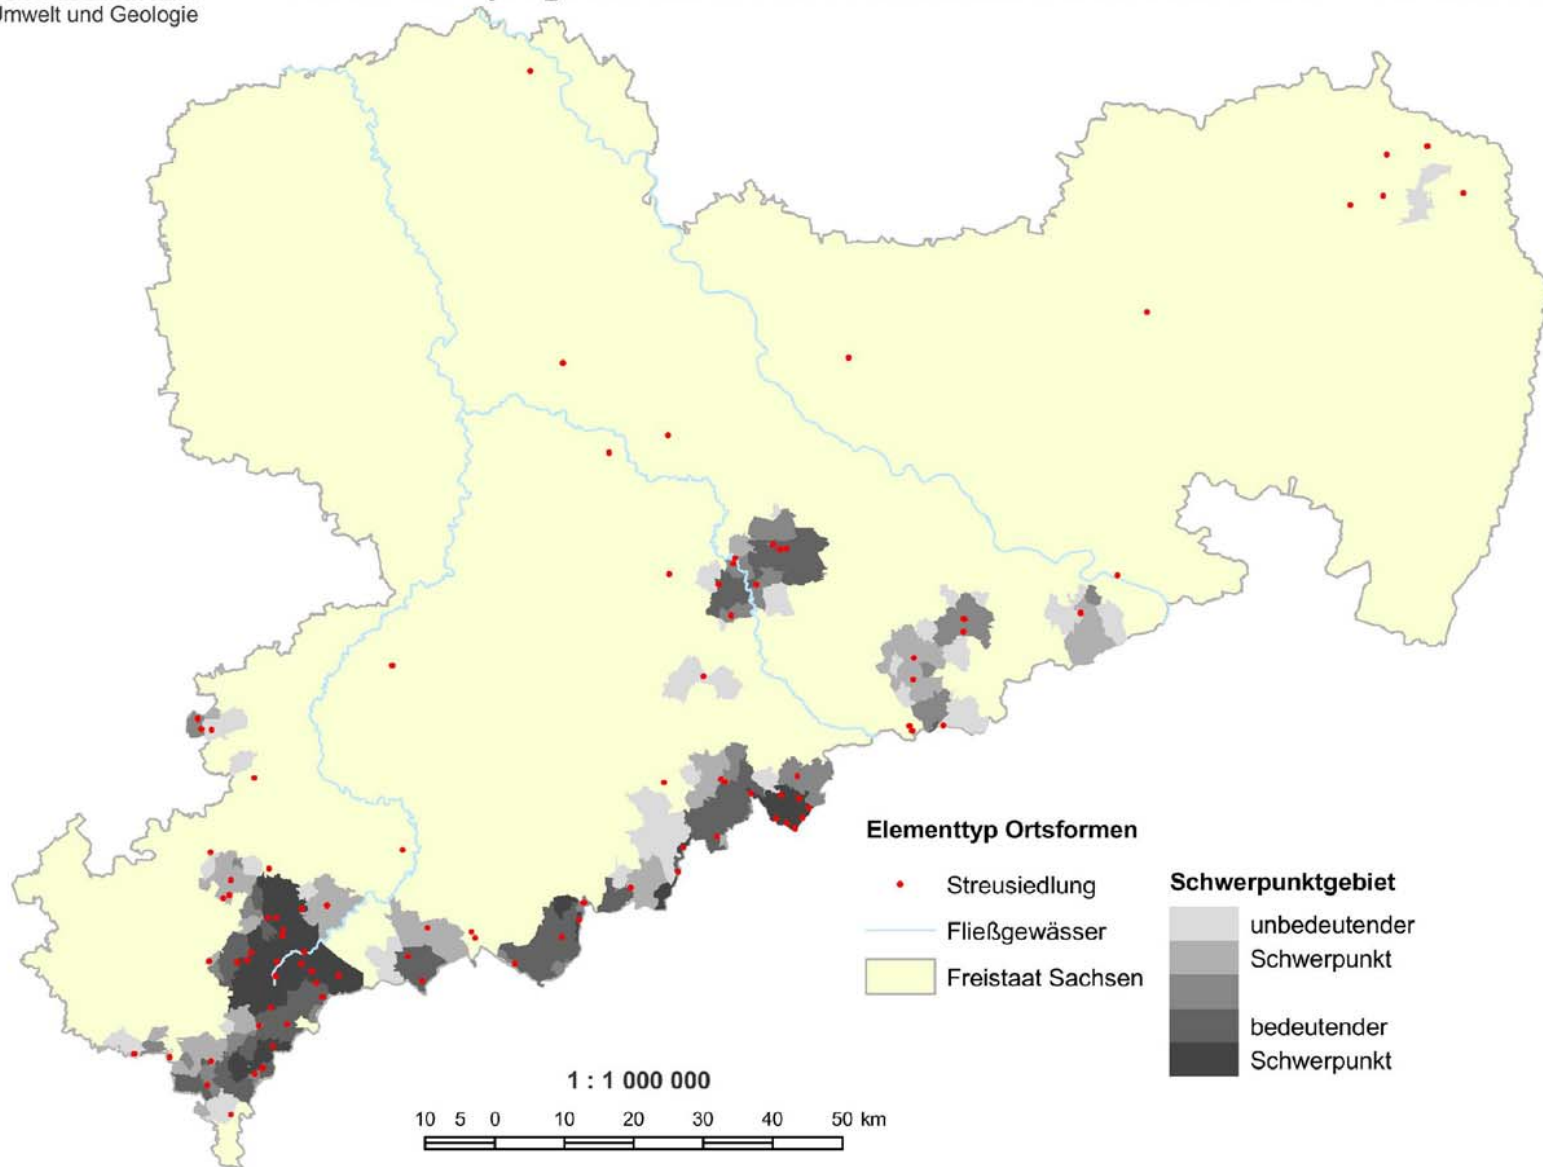 Umwelt und Geologie
Elementtyp Ortsformen
Streusiedlung
Fließgewässer
Freistaat Sachsen
Schwerpunktgebiet
unbedeutender
Schwerpunkt
bedeutender
Schwerpunkt
1 : 1 000 000
10 5 0 10 20 30 40 50 km